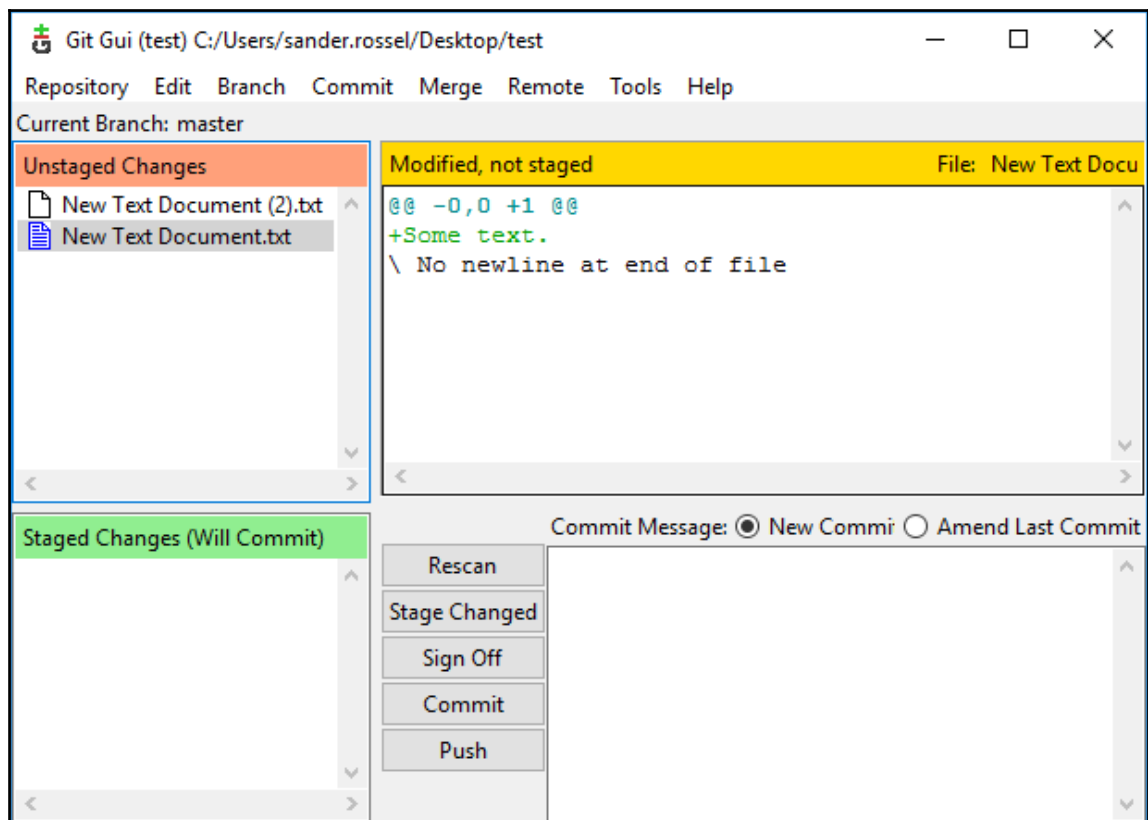 Git Gui (test) C:/Users/sander.rossel/Desktop/test
Repository Edit Branch Commit Merge Remote Tools Help
Current Branch: master
Unstaged Changes
New Text Document (2).txt
New Text Document.txt
Modified, not staged File: New Text Docu
@@ -0,0 +1 @@
+Some text.
\ No newline at end of file
Staged Changes (Will Commit)
Commit Message: New Commi Amend Last Commit
Rescan
Stage Changed
Sign Off
Commit
Push